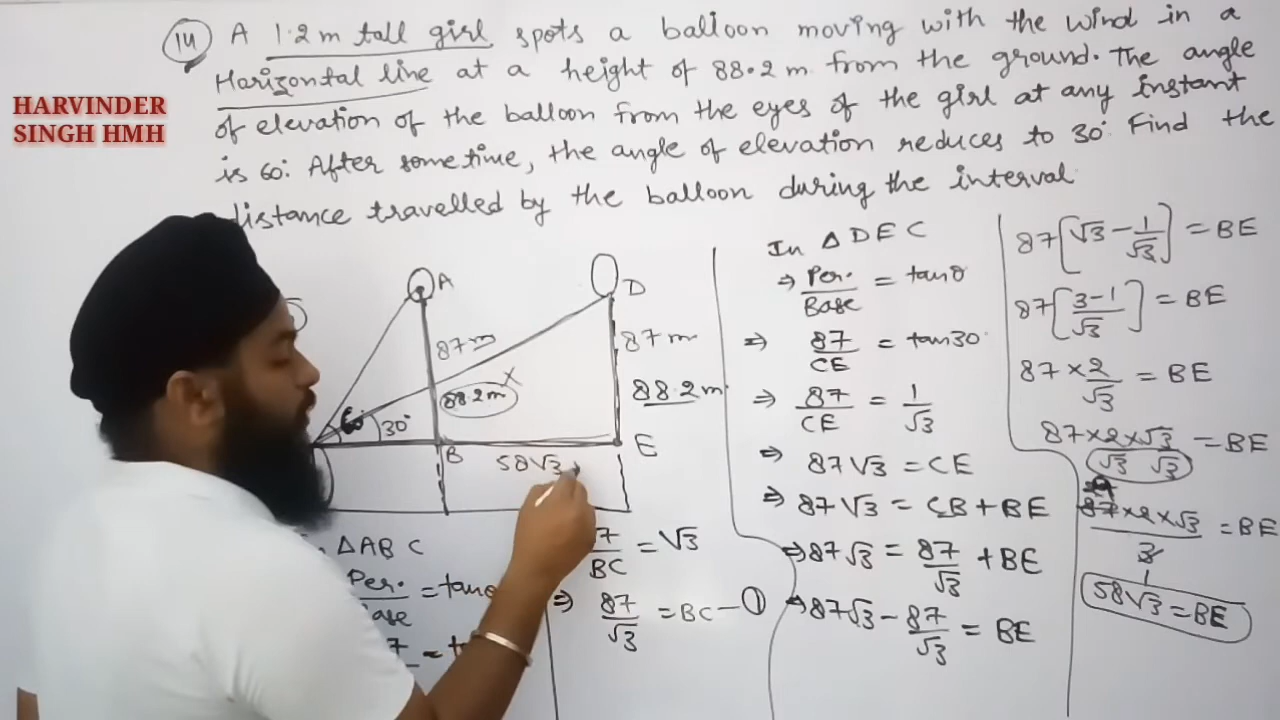 HARVINDER
SINGH HMH
14 A 1.2 m tall girl spots a balloon moving with the wind in a
Horizontal line at a height of 88.2 m from the ground. The angle
of elevation of the balloon from the eyes of the girl at any instant
is 60°. After some time, the angle of elevation reduces to 30° Find the
distance travelled by the balloon during the interval.
A
D
87 m
87 m
88.2 m ×
88.2 m
60°
30°
B
E
58√3
ΔABC
Per.
= tanθ
BC
= √3
⇒ 87/√3 = BC — ①
In ΔDEC
⇒ Per./Base = tanθ
⇒ 87/CE = tan30°
⇒ 87/CE = 1/√3
⇒ 87√3 = CE
⇒ 87√3 = CB + BE
⇒ 87√3 = 87/√3 + BE
⇒ 87√3 - 87/√3 = BE
87[√3 - 1/√3] = BE
87[3-1/√3] = BE
87 × 2/√3 = BE
87×2×√3/√3 √3 = BE
87×2×√3/3 = BE
1
58√3 = BE